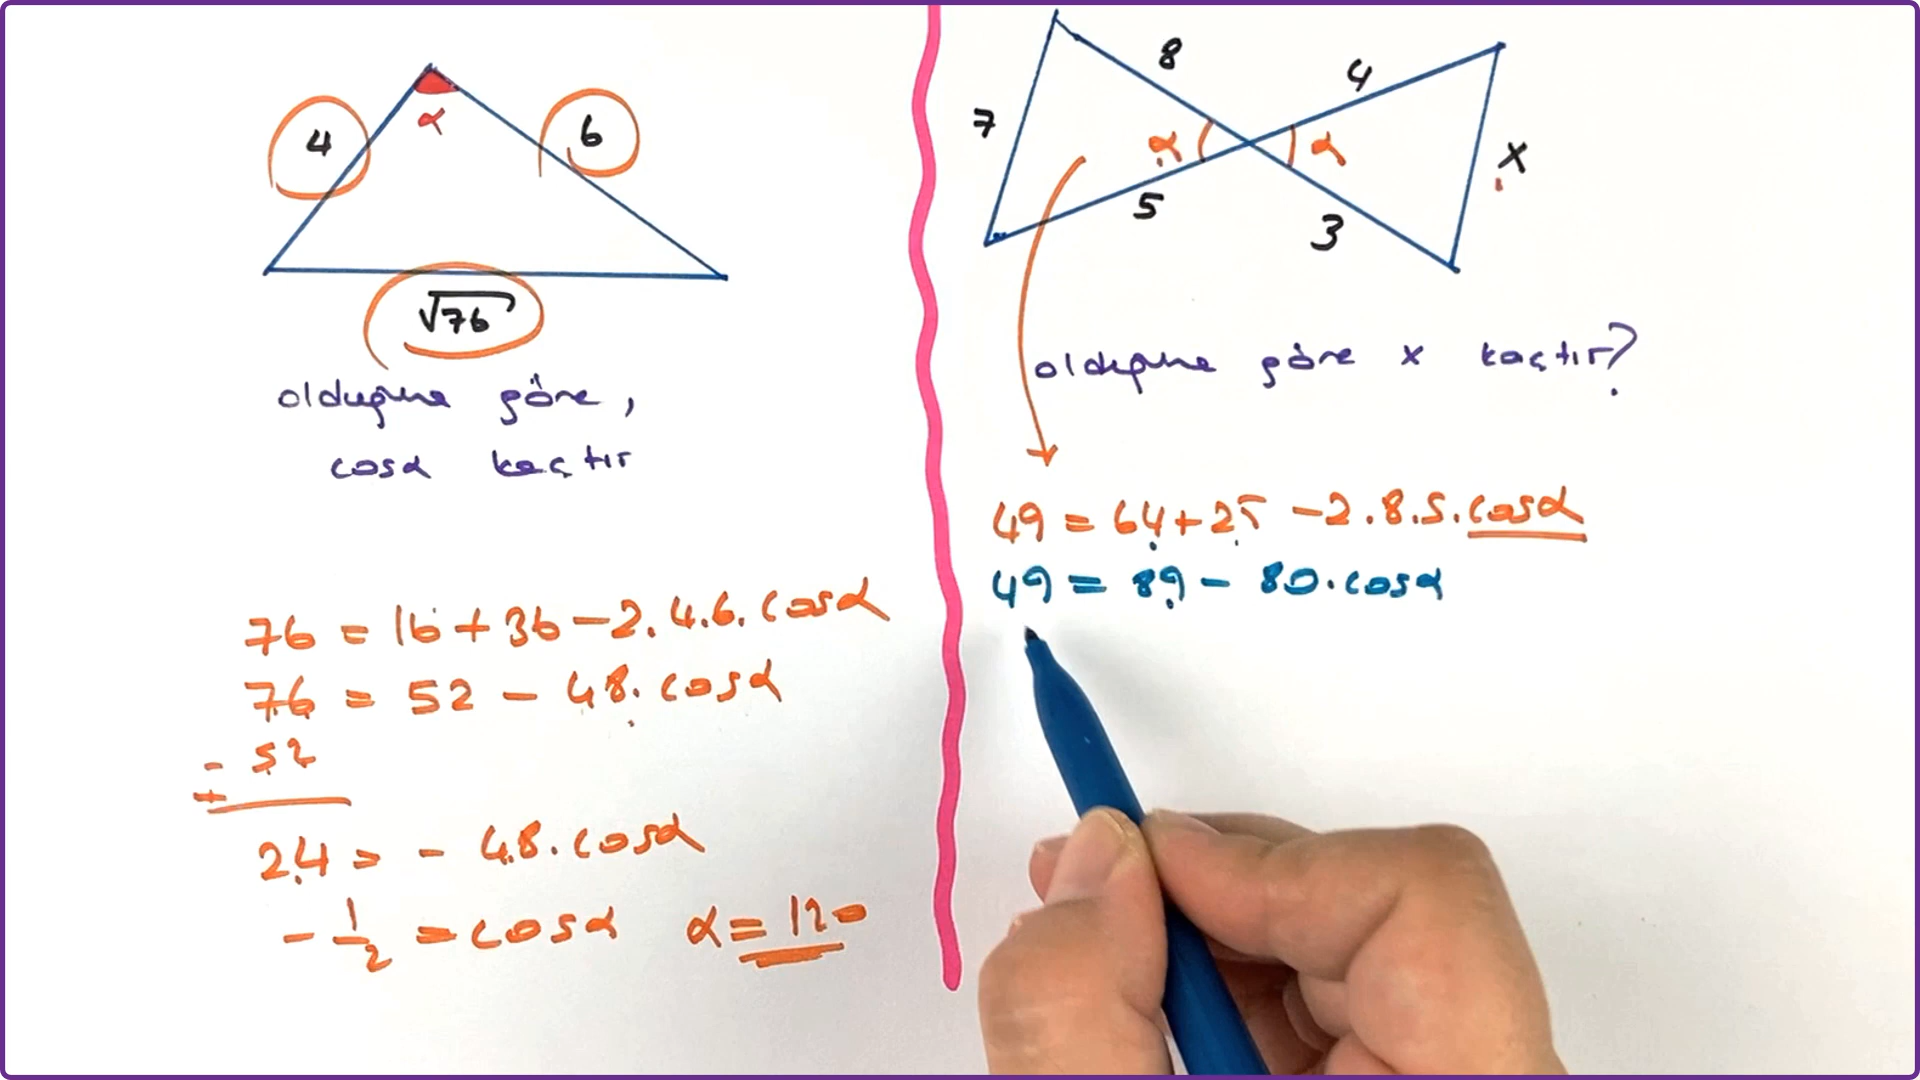 4
α
6
√76
olduğuna göre,
cosα kaçtır
76 = 16 + 36 - 2.4.6.cosα
76 = 52 - 48.cosα
- 52
+
24 = - 48.cosα
- 1/2 = cosα α = 120
8
4
7
α
α
x
5
3
olduğuna göre x kaçtır?
49 = 64 + 25 - 2.8.5.cosα
49 = 89 - 80.cosα